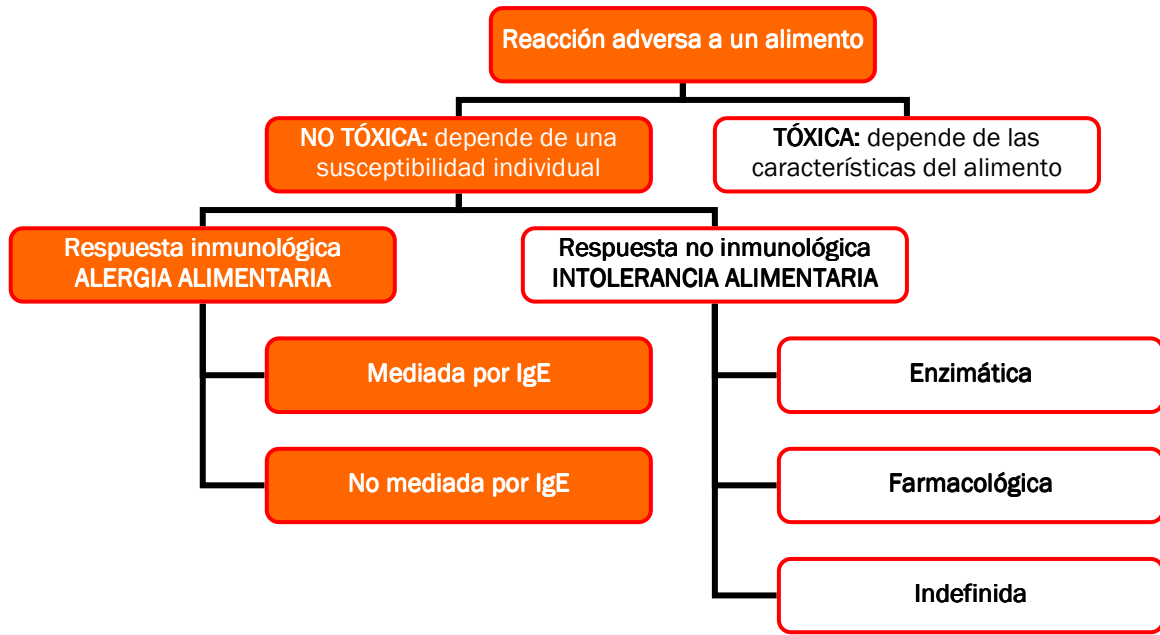 Reacción adversa a un alimento
NO TÓXICA: depende de una
susceptibilidad individual
TÓXICA: depende de las
características del alimento
Respuesta inmunológica
ALERGIA ALIMENTARIA
Respuesta no inmunológica
INTOLERANCIA ALIMENTARIA
Mediada por IgE
No mediada por IgE
Enzimática
Farmacológica
Indefinida